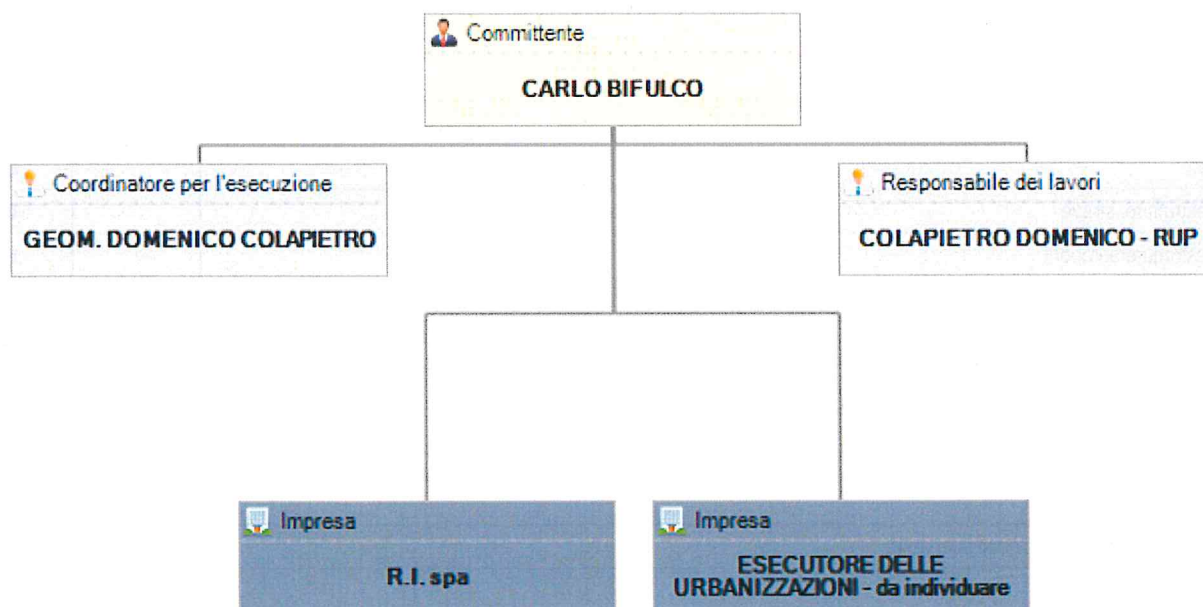 Committente
CARLO BIFULCO
Coordinatore per l'esecuzione
GEOM. DOMENICO COLAPIETRO
Responsabile dei lavori
COLAPIETRO DOMENICO - RUP
Impresa
R.I. spa
Impresa
ESECUTORE DELLE
URBANIZZAZIONI - da individuare